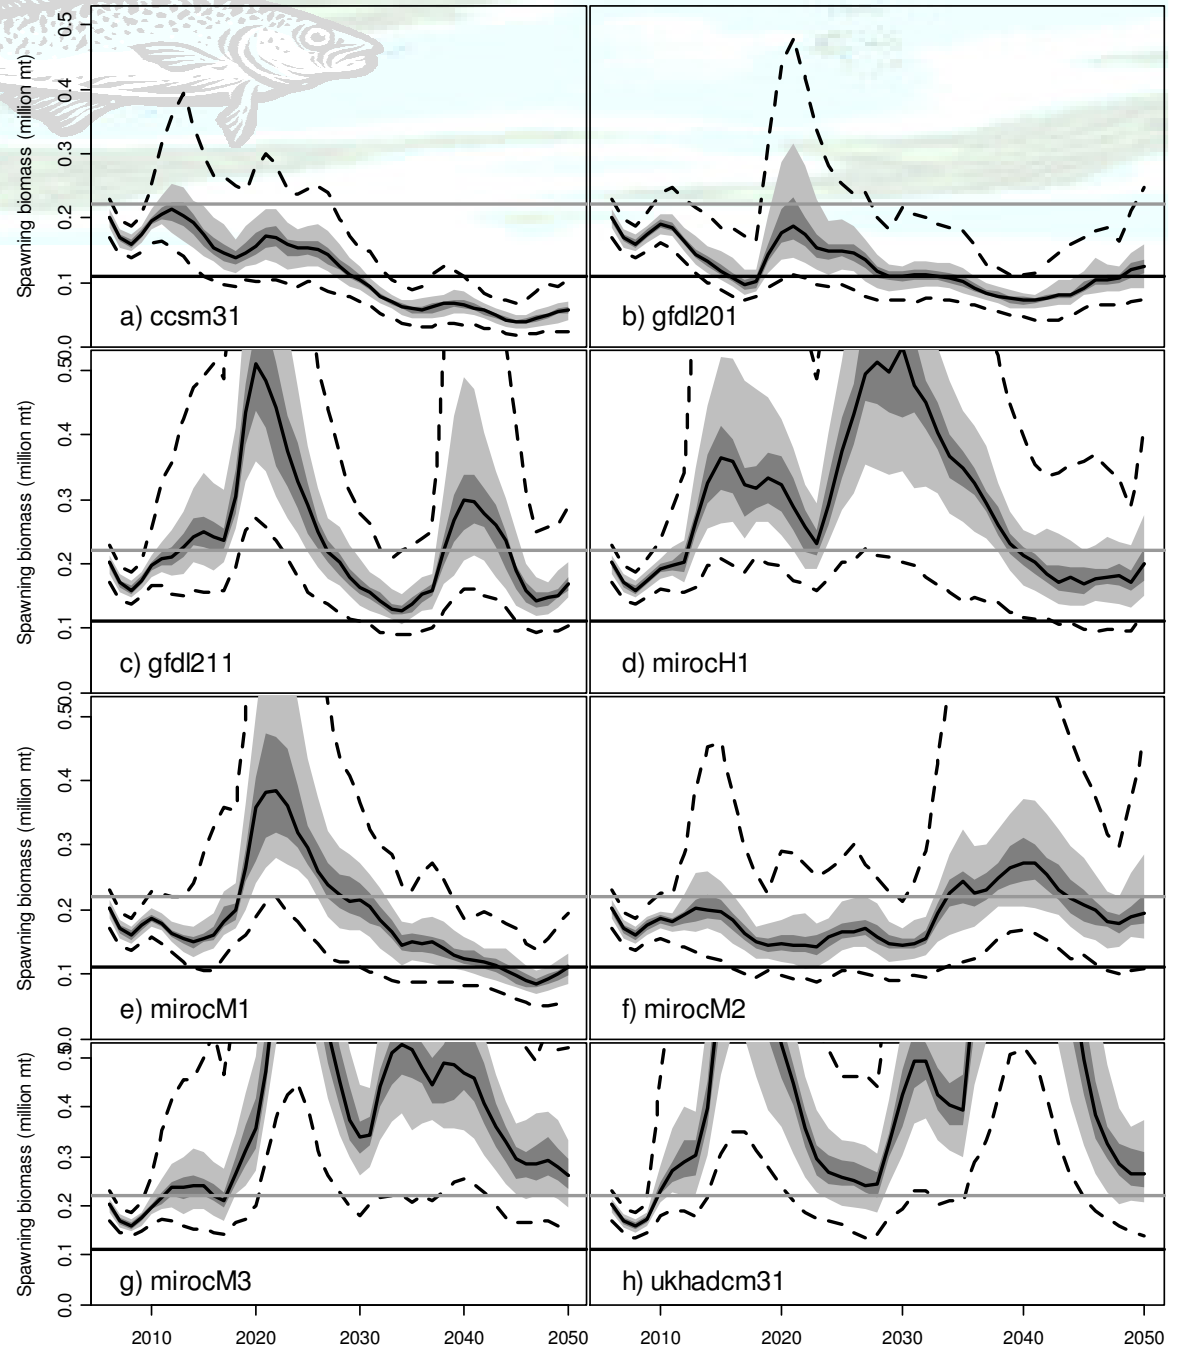 Spawning biomass (million mt)
0.5
0.4
0.3
0.2
0.1
0.0
a) ccsm31
b) gfdl201
Spawning biomass (million mt)
0.5
0.4
0.3
0.2
0.1
0.0
c) gfdl211
d) mirocH1
Spawning biomass (million mt)
0.5
0.4
0.3
0.2
0.1
0.0
e) mirocM1
f) mirocM2
Spawning biomass (million mt)
0.5
0.4
0.3
0.2
0.1
0.0
g) mirocM3
h) ukhadcm31
2010 2020 2030 2040 2050
2010 2020 2030 2040 2050